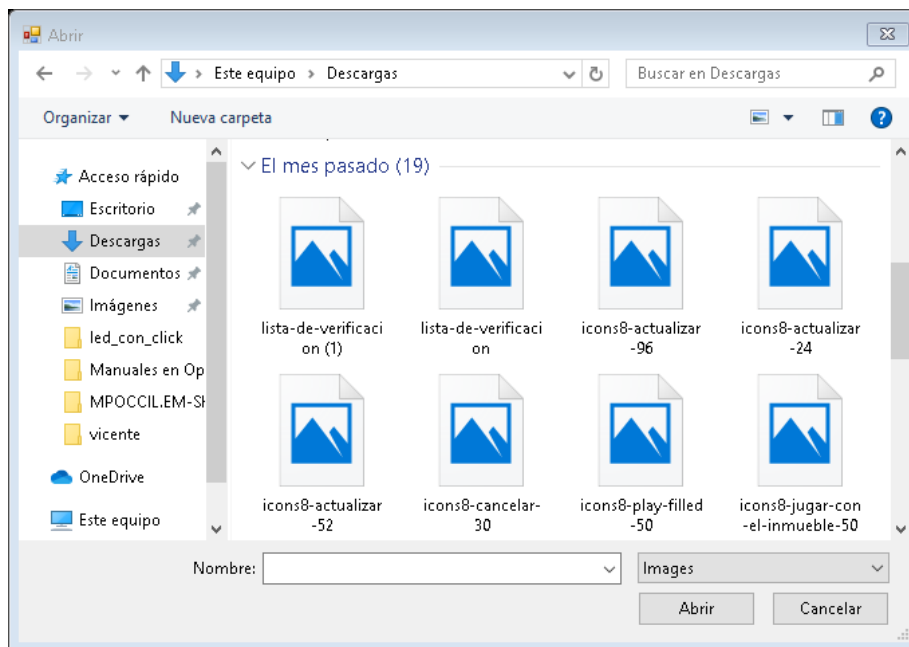 Abrir
Este equipo > Descargas
Buscar en Descargas
Organizar
Nueva carpeta
Acceso rápido
Escritorio
Descargas
Documentos
Imágenes
led_con_click
Manuales en Op
MPOCCIL.EM-SH
vicente
OneDrive
Este equipo
El mes pasado (19)
lista-de-verificaci
on (1)
lista-de-verificaci
on
icons8-actualizar
-96
icons8-actualizar
-24
icons8-actualizar
-52
icons8-cancelar-
30
icons8-play-filled
-50
icons8-jugar-con
-el-inmueble-50
Nombre:
Images
Abrir
Cancelar